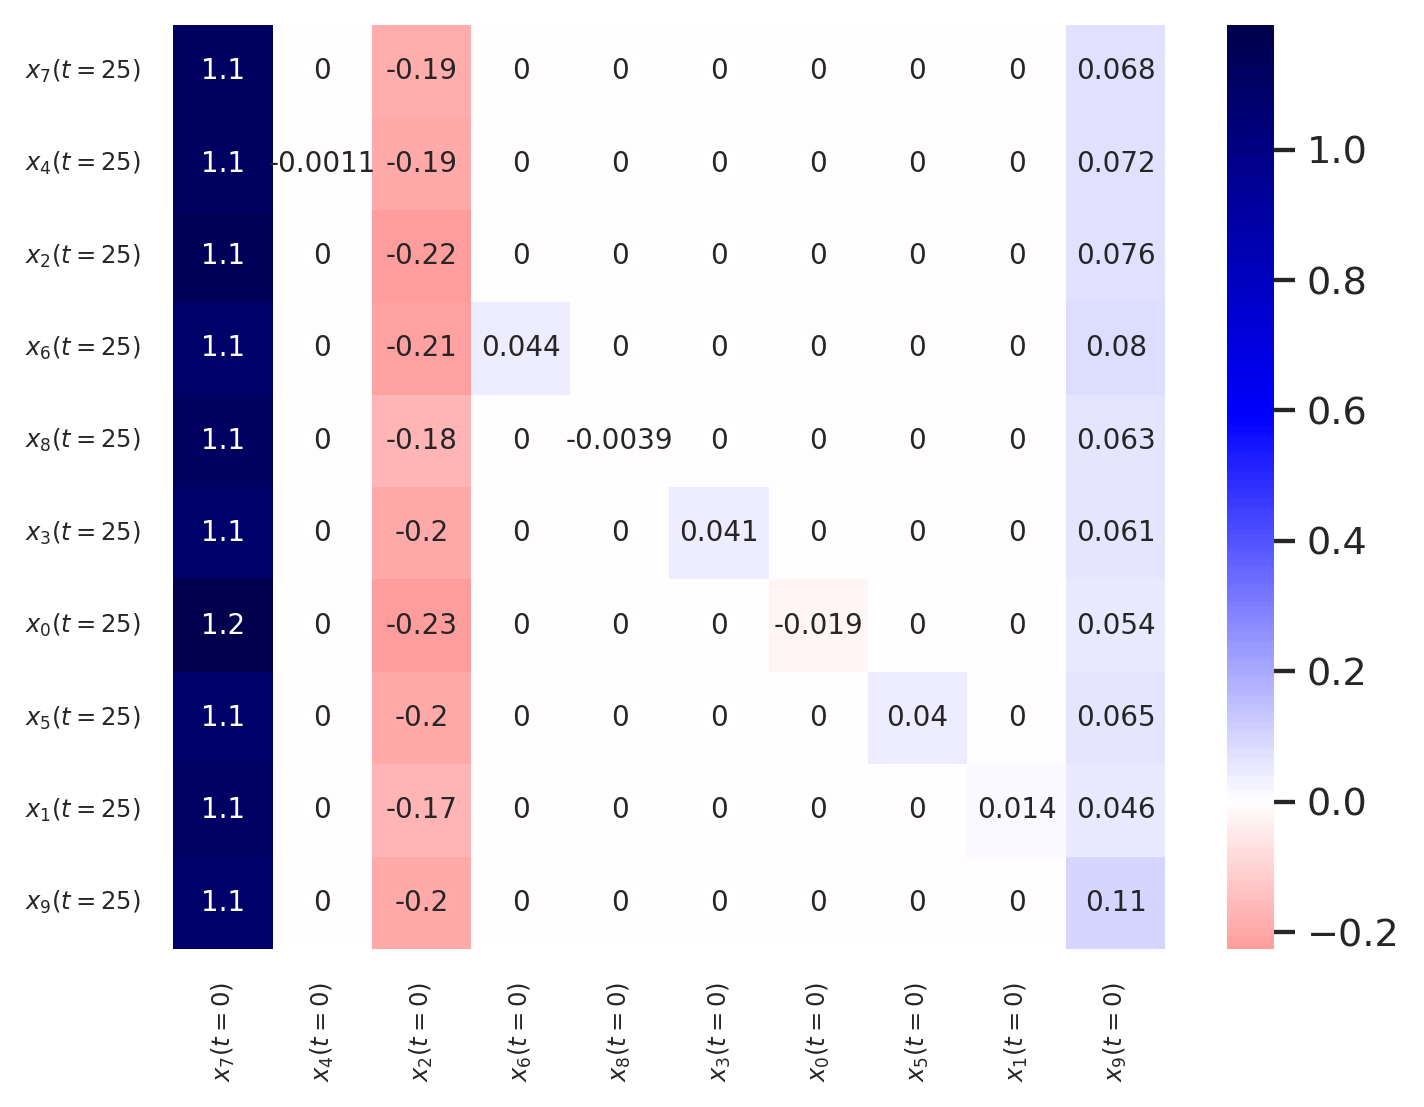 x₇(t = 25) 1.1 0 -0.19 0 0 0 0 0 0 0.068
x₄(t = 25) 1.1 -0.0011 -0.19 0 0 0 0 0 0 0.072
x₂(t = 25) 1.1 0 -0.22 0 0 0 0 0 0 0.076
x₆(t = 25) 1.1 0 -0.21 0.044 0 0 0 0 0 0.08
x₈(t = 25) 1.1 0 -0.18 0 -0.0039 0 0 0 0 0.063
x₃(t = 25) 1.1 0 -0.2 0 0 0.041 0 0 0 0.061
x₀(t = 25) 1.2 0 -0.23 0 0 0 -0.019 0 0 0.054
x₅(t = 25) 1.1 0 -0.2 0 0 0 0 0.04 0 0.065
x₁(t = 25) 1.1 0 -0.17 0 0 0 0 0 0.014 0.046
x₉(t = 25) 1.1 0 -0.2 0 0 0 0 0 0 0.11
x₇(t = 0)
x₄(t = 0)
x₂(t = 0)
x₆(t = 0)
x₈(t = 0)
x₃(t = 0)
x₀(t = 0)
x₅(t = 0)
x₁(t = 0)
x₉(t = 0)
1.0
0.8
0.6
0.4
0.2
0.0
−0.2